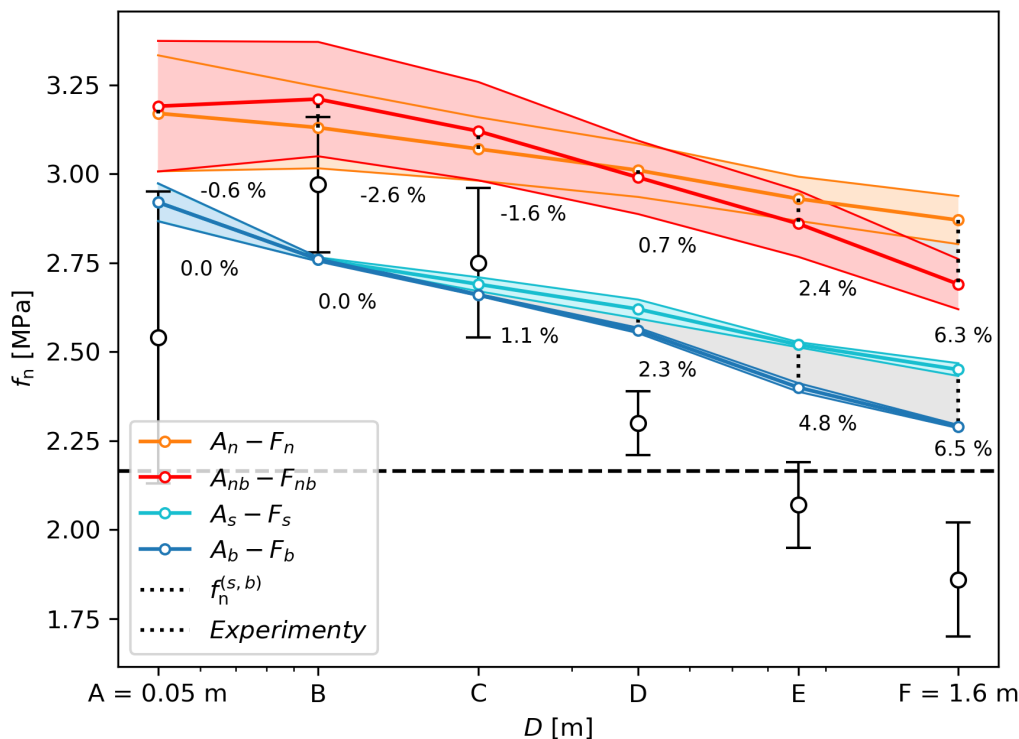 f_n [MPa]
3.25
3.00
2.75
2.50
2.25
2.00
1.75
-0.6 %
-2.6 %
-1.6 %
0.7 %
2.4 %
6.3 %
0.0 %
0.0 %
1.1 %
2.3 %
4.8 %
6.5 %
A_n − F_n
A_nb − F_nb
A_s − F_s
A_b − F_b
f_n^(s, b)
Experimenty
A = 0.05 m B C D E F = 1.6 m
D [m]